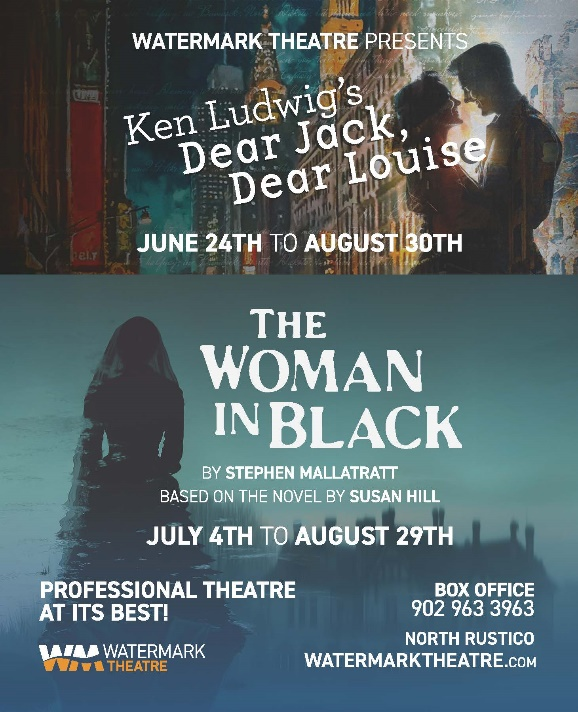 WATERMARK THEATRE PRESENTS
Ken Ludwig's
Dear Jack,
Dear Louise
JUNE 24TH TO AUGUST 30TH
THE
WOMAN
IN BLACK
BY STEPHEN MALLATRATT
BASED ON THE NOVEL BY SUSAN HILL
JULY 4TH TO AUGUST 29TH
PROFESSIONAL THEATRE
AT ITS BEST!
WM WATERMARK
THEATRE
BOX OFFICE
902 963 3963
NORTH RUSTICO
WATERMARKTHEATRE.COM